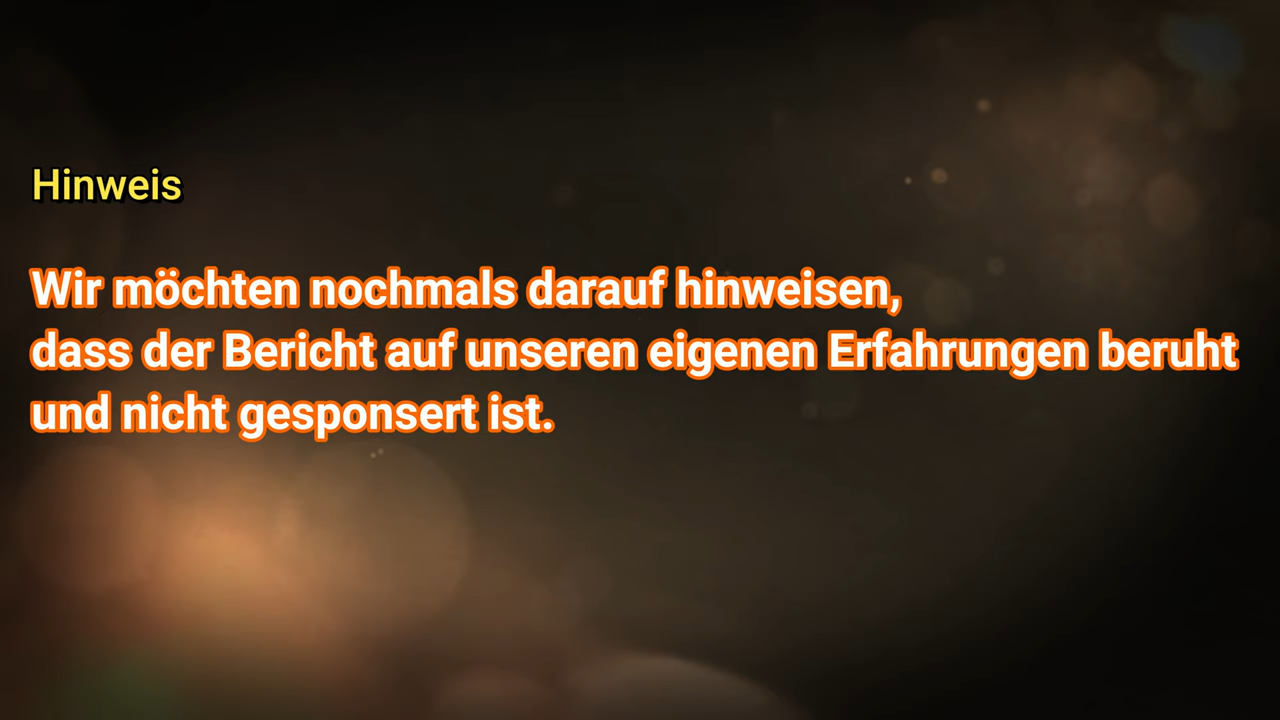 Hinweis
Wir möchten nochmals darauf hinweisen,
dass der Bericht auf unseren eigenen Erfahrungen beruht
und nicht gesponsert ist.